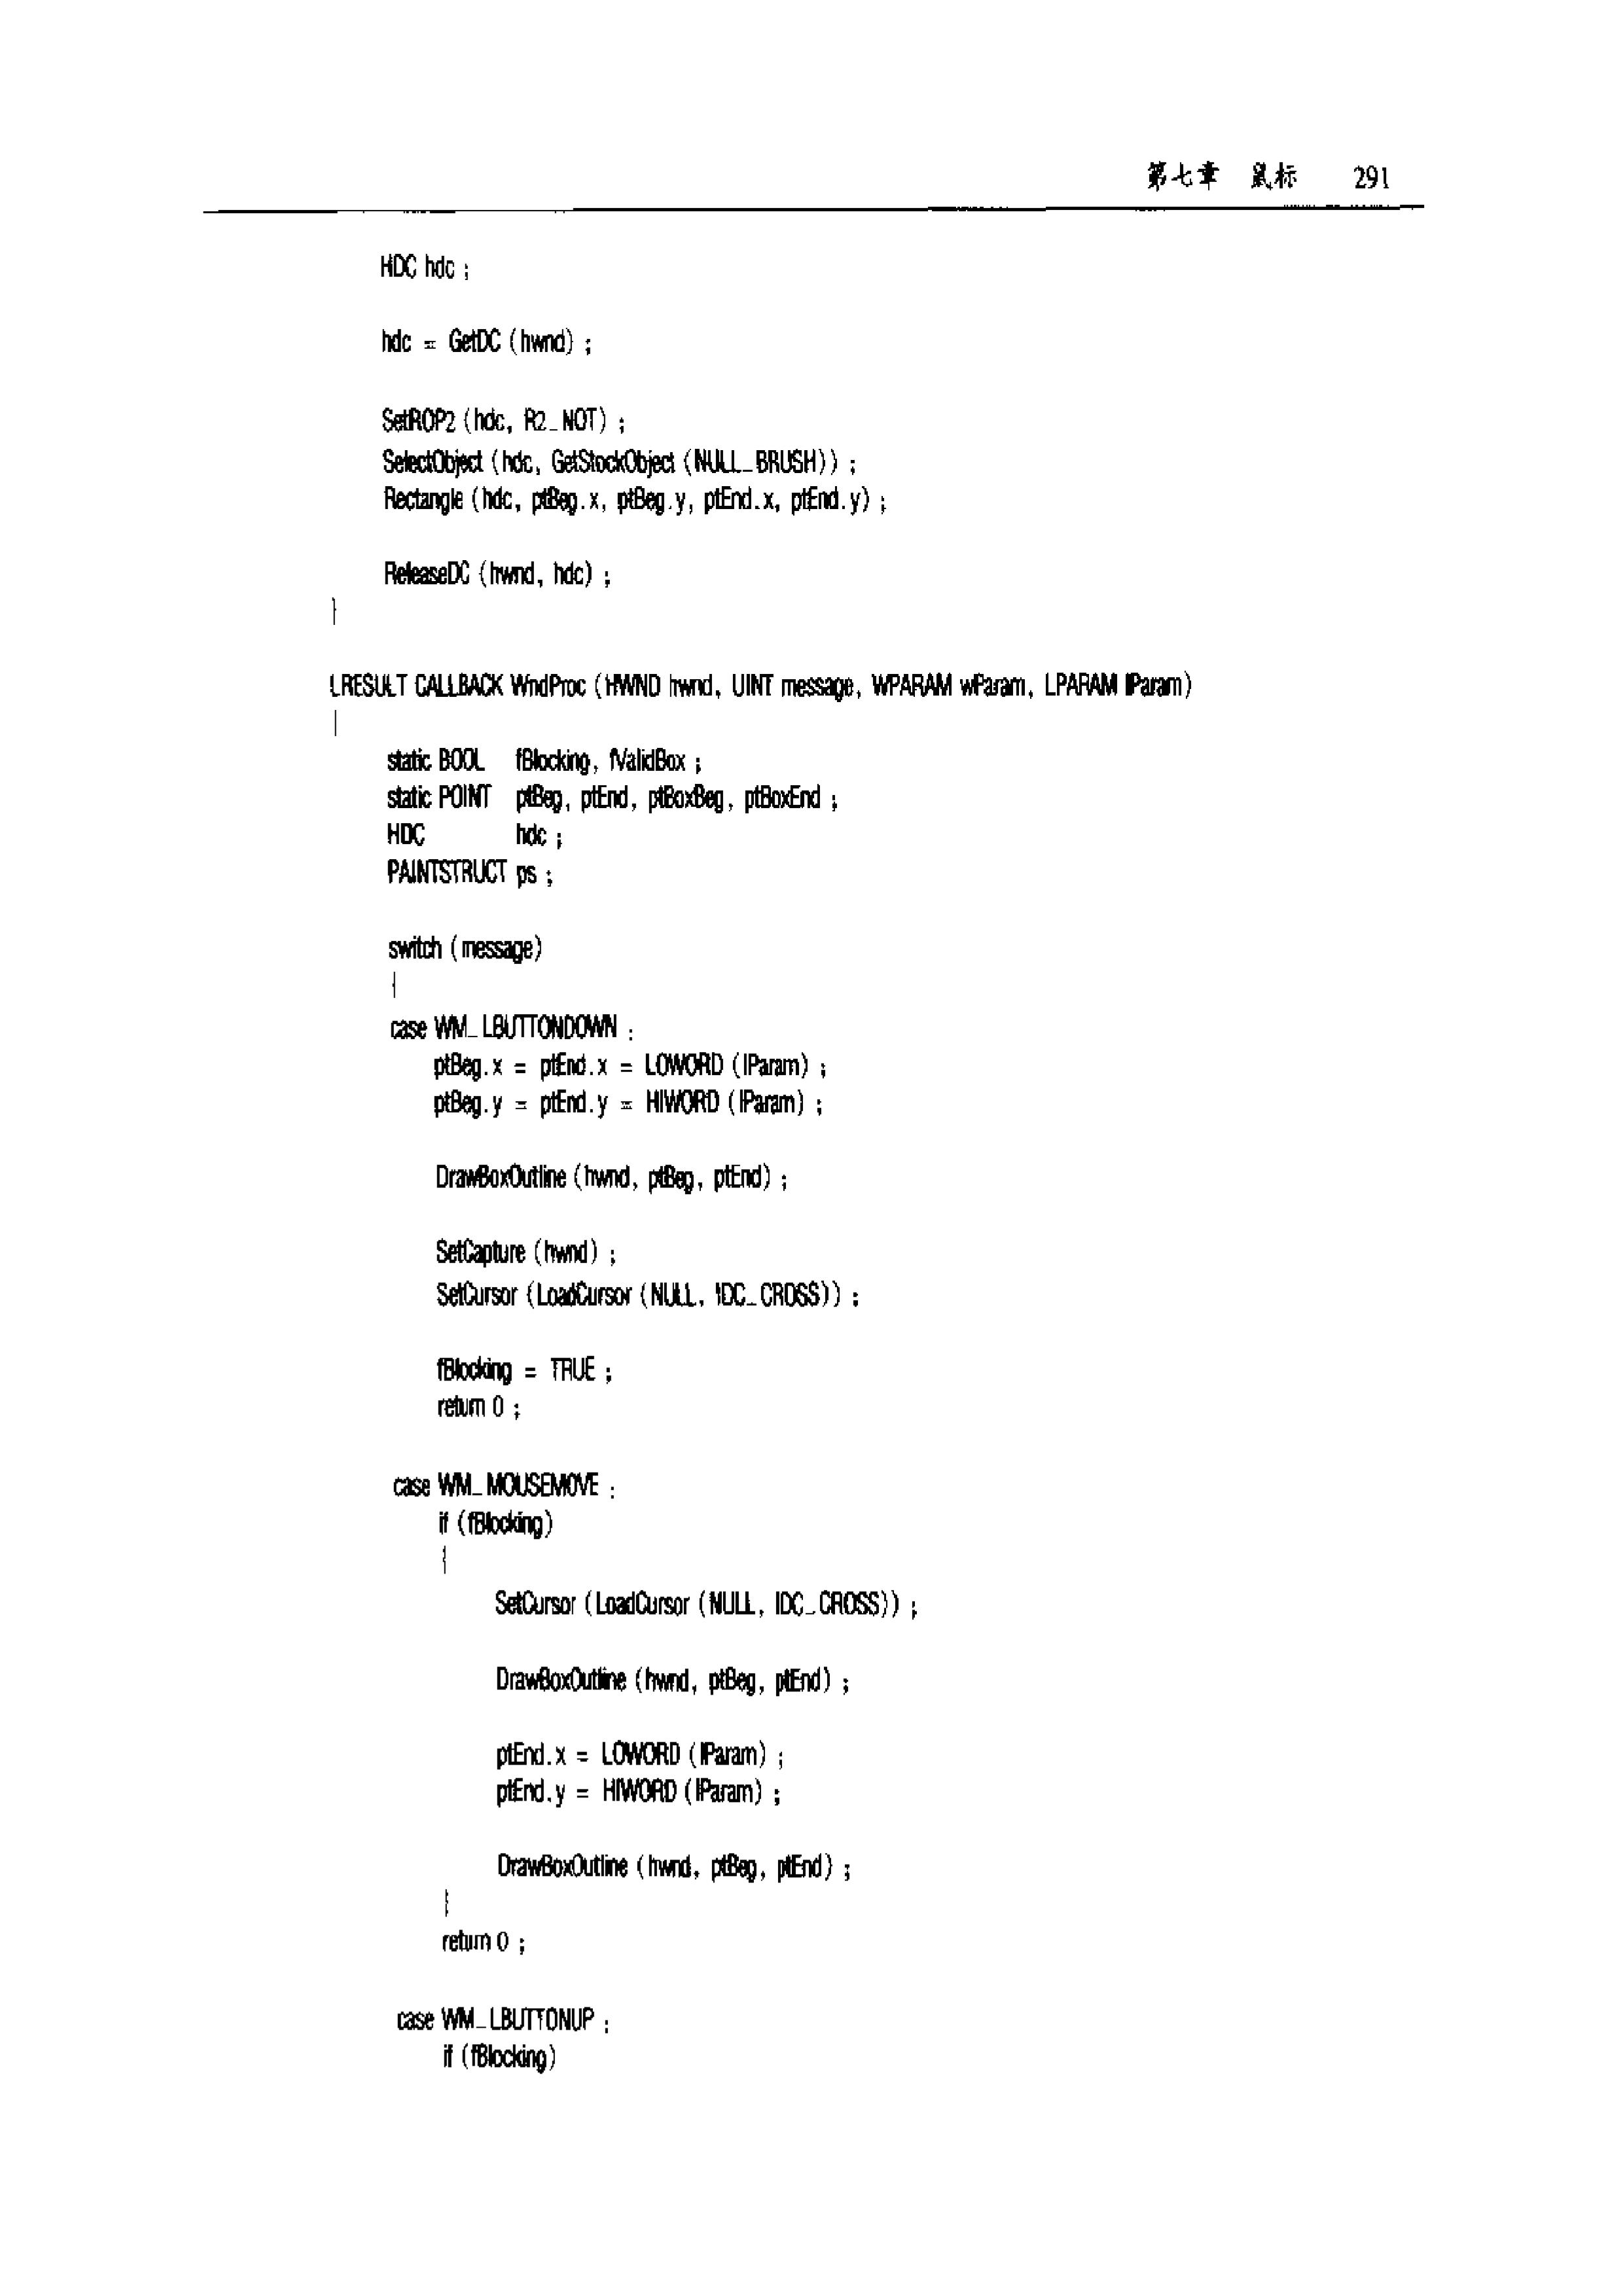 第七章 鼠标 291
HDC hdc ;
hdc = GetDC (hwnd) ;
SetROP2 (hdc, R2_NOT) ;
SelectObject (hdc, GetStockObject (NULL_BRUSH)) ;
Rectangle (hdc, ptBeg.x, ptBeg.y, ptEnd.x, ptEnd.y) ;
ReleaseDC (hwnd, hdc) ;
}
LRESULT CALLBACK WndProc (HWND hwnd, UINT message, WPARAM wParam, LPARAM lParam)
{
static BOOL fBlocking, fValidBox ;
static POINT ptBeg, ptEnd, ptBoxBeg, ptBoxEnd ;
HDC hdc ;
PAINTSTRUCT ps ;
switch (message)
{
case WM_LBUTTONDOWN :
ptBeg.x = ptEnd.x = LOWORD (lParam) ;
ptBeg.y = ptEnd.y = HIWORD (lParam) ;
DrawBoxOutline (hwnd, ptBeg, ptEnd) ;
SetCapture (hwnd) ;
SetCursor (LoadCursor (NULL, IDC_CROSS)) ;
fBlocking = TRUE ;
return 0 ;
case WM_MOUSEMOVE :
if (fBlocking)
{
SetCursor (LoadCursor (NULL, IDC_CROSS)) ;
DrawBoxOutline (hwnd, ptBeg, ptEnd) ;
ptEnd.x = LOWORD (lParam) ;
ptEnd.y = HIWORD (lParam) ;
DrawBoxOutline (hwnd, ptBeg, ptEnd) ;
}
return 0 ;
case WM_LBUTTONUP :
if (fBlocking)